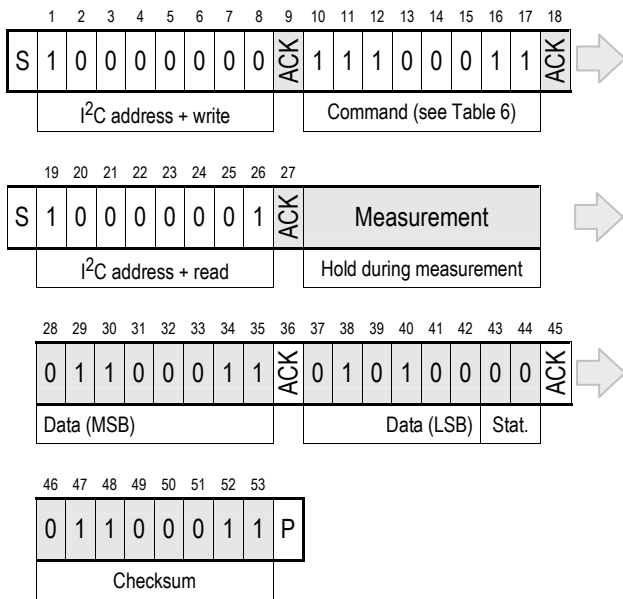 1 2 3 4 5 6 7 8 9 10 11 12 13 14 15 16 17 18
S 1 0 0 0 0 0 0 0 ACK 1 1 1 0 0 0 1 1 ACK
I²C address + write Command (see Table 6)
19 20 21 22 23 24 25 26 27
S 1 0 0 0 0 0 0 1 ACK Measurement
I²C address + read Hold during measurement
28 29 30 31 32 33 34 35 36 37 38 39 40 41 42 43 44 45
0 1 1 0 0 0 1 1 ACK 0 1 0 1 0 0 0 0 ACK
Data (MSB) Data (LSB) Stat.
46 47 48 49 50 51 52 53
0 1 1 0 0 0 1 1 P
Checksum